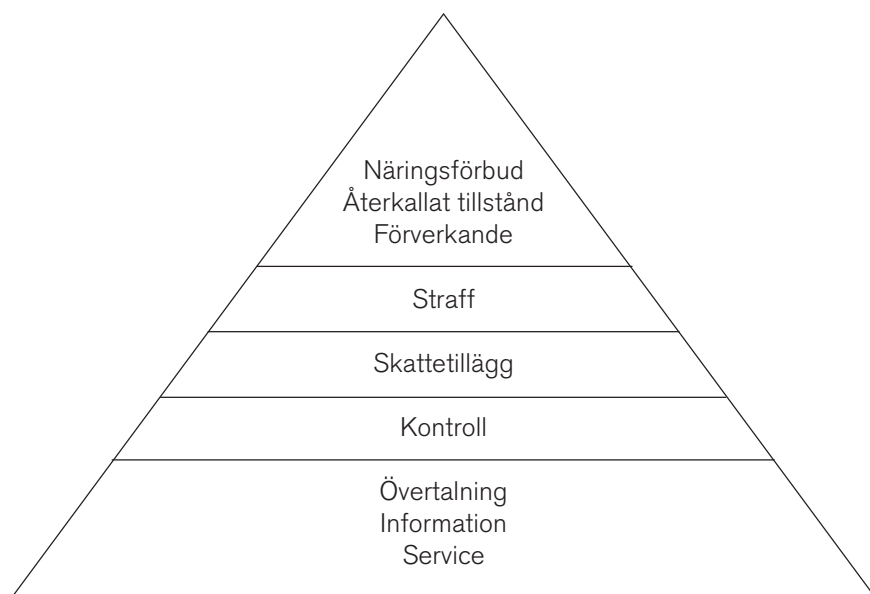 Näringsförbud
Återkallat tillstånd
Förverkande
Straff
Skattetillägg
Kontroll
Övertalning
Information
Service